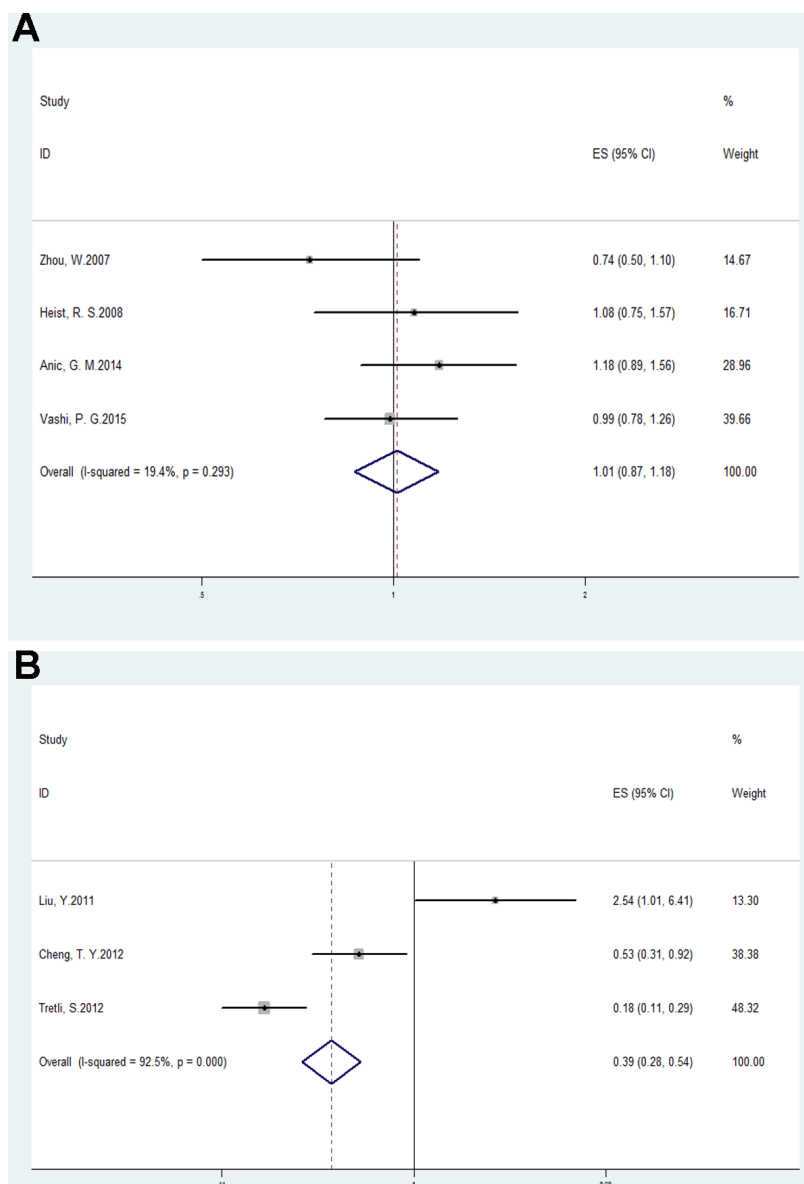 A
Study %
ID ES (95% CI) Weight
Zhou, W.2007 0.74 (0.50, 1.10) 14.67
Heist, R. S.2008 1.08 (0.75, 1.57) 16.71
Anic, G. M.2014 1.18 (0.89, 1.56) 28.96
Vashi, P. G.2015 0.99 (0.78, 1.26) 39.66
Overall (I-squared = 19.4%, p = 0.293) 1.01 (0.87, 1.18) 100.00
.5 1 2
B
Study %
ID ES (95% CI) Weight
Liu, Y.2011 2.54 (1.01, 6.41) 13.30
Cheng, T. Y.2012 0.53 (0.31, 0.92) 38.38
Tretli, S.2012 0.18 (0.11, 0.29) 48.32
Overall (I-squared = 92.5%, p = 0.000) 0.39 (0.28, 0.54) 100.00